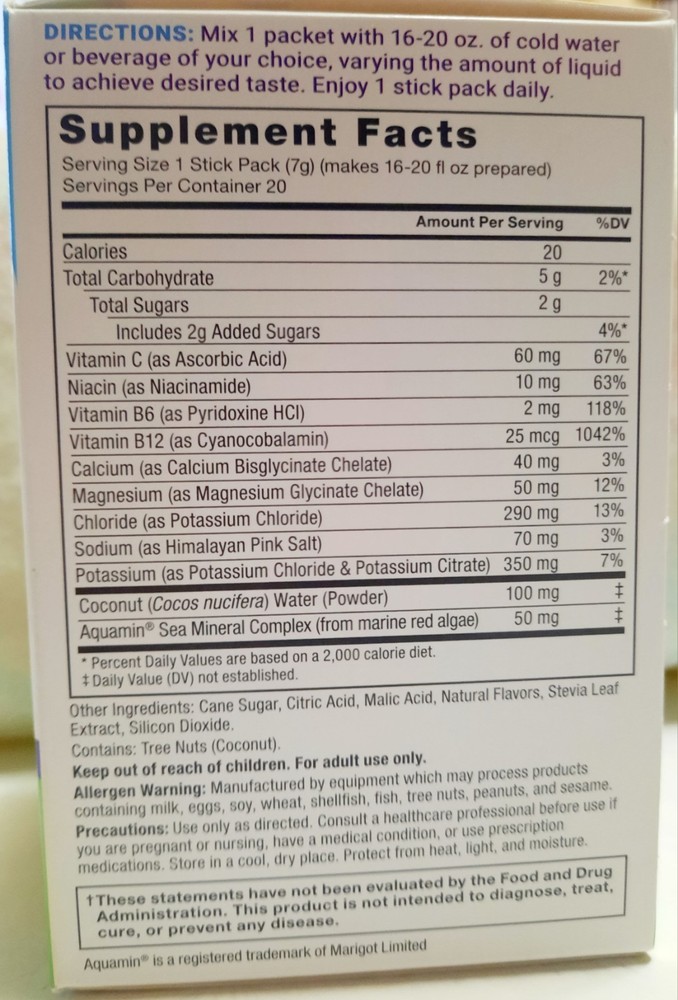 DIRECTIONS: Mix 1 packet with 16-20 oz. of cold water
or beverage of your choice, varying the amount of liquid
to achieve desired taste. Enjoy 1 stick pack daily.
Supplement Facts
Serving Size 1 Stick Pack (7g) (makes 16-20 fl oz prepared)
Servings Per Container 20
Amount Per Serving %DV
Calories 20
Total Carbohydrate 5 g 2%*
Total Sugars 2 g
Includes 2g Added Sugars 4%*
Vitamin C (as Ascorbic Acid) 60 mg 67%
Niacin (as Niacinamide) 10 mg 63%
Vitamin B6 (as Pyridoxine HCl) 2 mg 118%
Vitamin B12 (as Cyanocobalamin) 25 mcg 1042%
Calcium (as Calcium Bisglycinate Chelate) 40 mg 3%
Magnesium (as Magnesium Glycinate Chelate) 50 mg 12%
Chloride (as Potassium Chloride) 290 mg 13%
Sodium (as Himalayan Pink Salt) 70 mg 3%
Potassium (as Potassium Chloride & Potassium Citrate) 350 mg 7%
Coconut (Cocos nucifera) Water (Powder) 100 mg ‡
Aquamin® Sea Mineral Complex (from marine red algae) 50 mg ‡
* Percent Daily Values are based on a 2,000 calorie diet.
‡ Daily Value (DV) not established.
Other Ingredients: Cane Sugar, Citric Acid, Malic Acid, Natural Flavors, Stevia Leaf
Extract, Silicon Dioxide.
Contains: Tree Nuts (Coconut).
Keep out of reach of children. For adult use only.
Allergen Warning: Manufactured by equipment which may process products
containing milk, eggs, soy, wheat, shellfish, fish, tree nuts, peanuts, and sesame.
Precautions: Use only as directed. Consult a healthcare professional before use if
you are pregnant or nursing, have a medical condition, or use prescription
medications. Store in a cool, dry place. Protect from heat, light, and moisture.
†These statements have not been evaluated by the Food and Drug
Administration. This product is not intended to diagnose, treat,
cure, or prevent any disease.
Aquamin® is a registered trademark of Marigot Limited